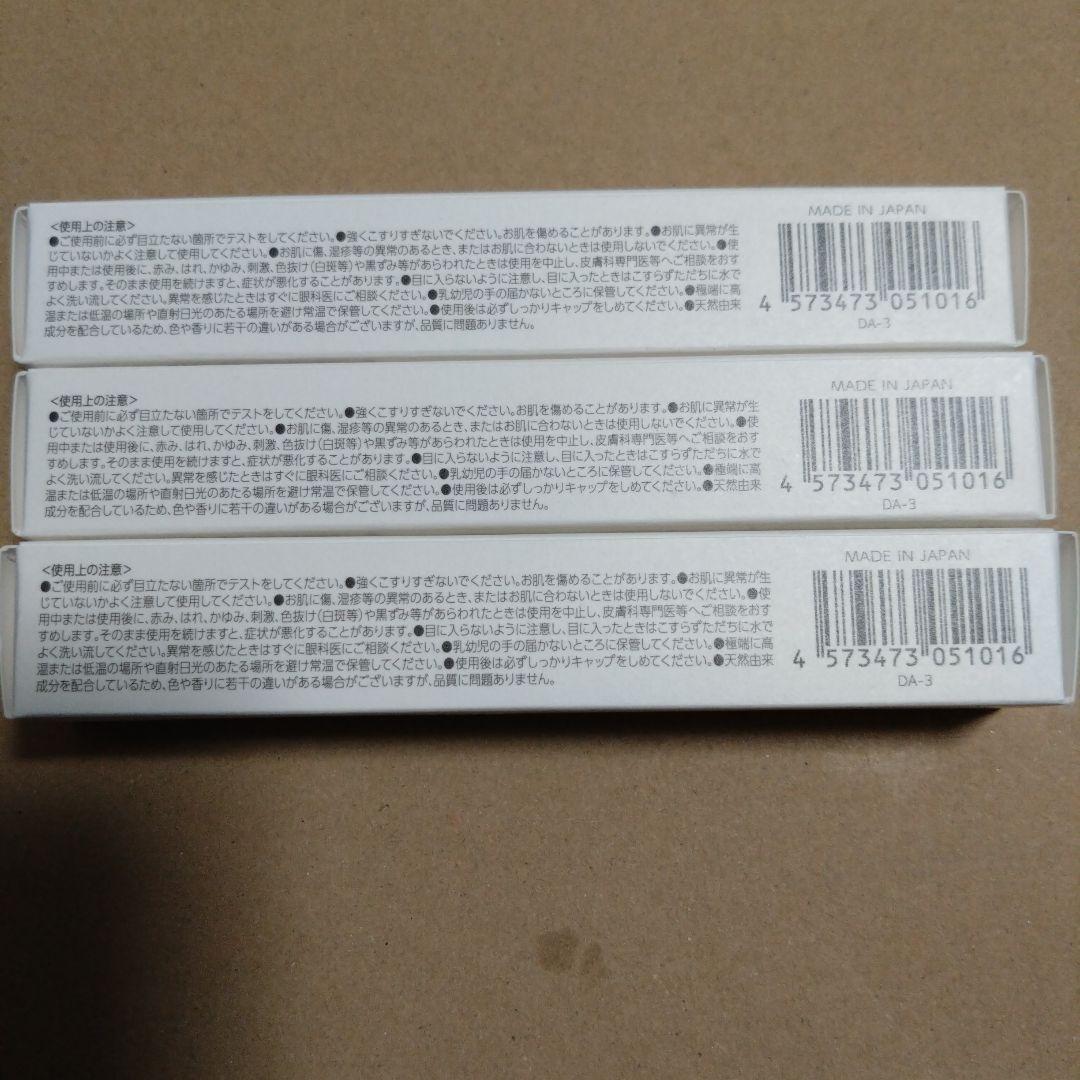 <使用上の注意>
●ご使用前に必ず目立たない箇所でテストをしてください。●強くこすりすぎないでください。お肌を傷めることがあります。●お肌に異常が生
じていないかよく注意して使用してください。●お肌に傷、湿疹等の異常のあるとき、またはお肌に合わないときは使用しないでください。●使
用中または使用後に、赤み、はれ、かゆみ、刺激、色抜け(白斑等)や黒ずみ等があらわれたときは使用を中止し、皮膚科専門医等へご相談をおす
すめします。そのまま使用を続けますと、症状が悪化することがあります。●目に入らないように注意し、目に入ったときはこすらずただちに水で
よく洗い流してください。異常を感じたときはすぐに眼科医にご相談ください。●乳幼児の手の届かないところに保管してください。●極端に高
温または低温の場所や直射日光のあたる場所を避け常温で保管してください。●使用後は必ずしっかりキャップをしめてください。●天然由来
成分を配合しているため、色や香りに若干の違いがある場合がございますが、品質に問題ありません。
MADE IN JAPAN
4 573473 051016
DA-3
<使用上の注意>
●ご使用前に必ず目立たない箇所でテストをしてください。●強くこすりすぎないでください。お肌を傷めることがあります。●お肌に異常が生
じていないかよく注意して使用してください。●お肌に傷、湿疹等の異常のあるとき、またはお肌に合わないときは使用しないでください。●使
用中または使用後に、赤み、はれ、かゆみ、刺激、色抜け(白斑等)や黒ずみ等があらわれたときは使用を中止し、皮膚科専門医等へご相談をおす
すめします。そのまま使用を続けますと、症状が悪化することがあります。●目に入らないように注意し、目に入ったときはこすらずただちに水で
よく洗い流してください。異常を感じたときはすぐに眼科医にご相談ください。●乳幼児の手の届かないところに保管してください。●極端に高
温または低温の場所や直射日光のあたる場所を避け常温で保管してください。●使用後は必ずしっかりキャップをしめてください。●天然由来
成分を配合しているため、色や香りに若干の違いがある場合がございますが、品質に問題ありません。
MADE IN JAPAN
4 573473 051016
DA-3
<使用上の注意>
●ご使用前に必ず目立たない箇所でテストをしてください。●強くこすりすぎないでください。お肌を傷めることがあります。●お肌に異常が生
じていないかよく注意して使用してください。●お肌に傷、湿疹等の異常のあるとき、またはお肌に合わないときは使用しないでください。●使
用中または使用後に、赤み、はれ、かゆみ、刺激、色抜け(白斑等)や黒ずみ等があらわれたときは使用を中止し、皮膚科専門医等へご相談をおす
すめします。そのまま使用を続けますと、症状が悪化することがあります。●目に入らないように注意し、目に入ったときはこすらずただちに水で
よく洗い流してください。異常を感じたときはすぐに眼科医にご相談ください。●乳幼児の手の届かないところに保管してください。●極端に高
温または低温の場所や直射日光のあたる場所を避け常温で保管してください。●使用後は必ずしっかりキャップをしめてください。●天然由来
成分を配合しているため、色や香りに若干の違いがある場合がございますが、品質に問題ありません。
MADE IN JAPAN
4 573473 051016
DA-3